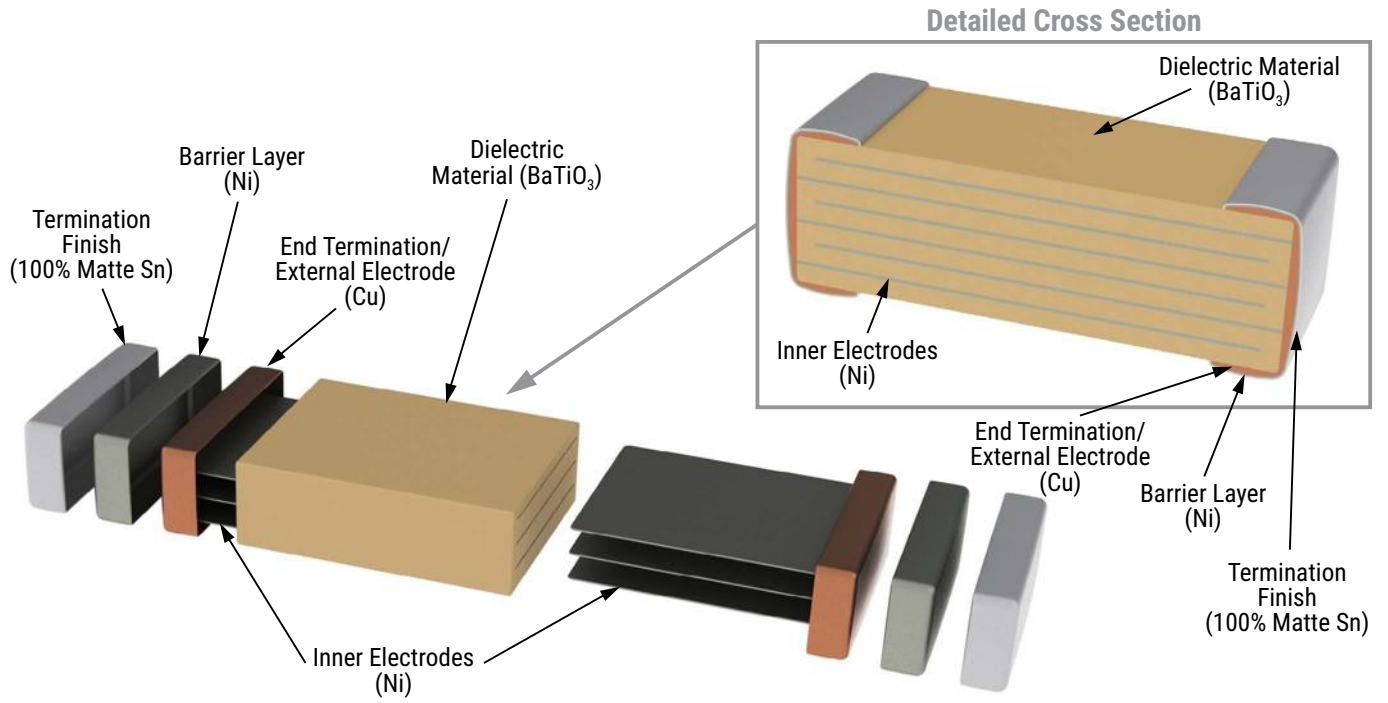 Detailed Cross Section
Dielectric Material
(BaTiO₃)
Inner Electrodes
(Ni)
End Termination/
External Electrode
(Cu)
Barrier Layer
(Ni)
Termination
Finish
(100% Matte Sn)
Termination
Finish
(100% Matte Sn)
Barrier Layer
(Ni)
End Termination/
External Electrode
(Cu)
Dielectric
Material (BaTiO₃)
Inner Electrodes
(Ni)